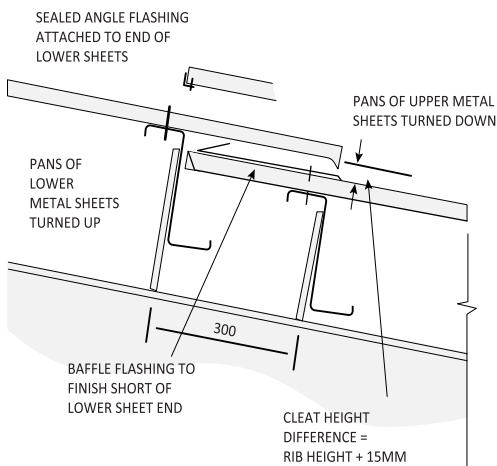 SEALED ANGLE FLASHING
ATTACHED TO END OF
LOWER SHEETS
PANS OF UPPER METAL
SHEETS TURNED DOWN
PANS OF
LOWER
METAL SHEETS
TURNED UP
300
BAFFLE FLASHING TO
FINISH SHORT OF
LOWER SHEET END
CLEAT HEIGHT
DIFFERENCE =
RIB HEIGHT + 15MM